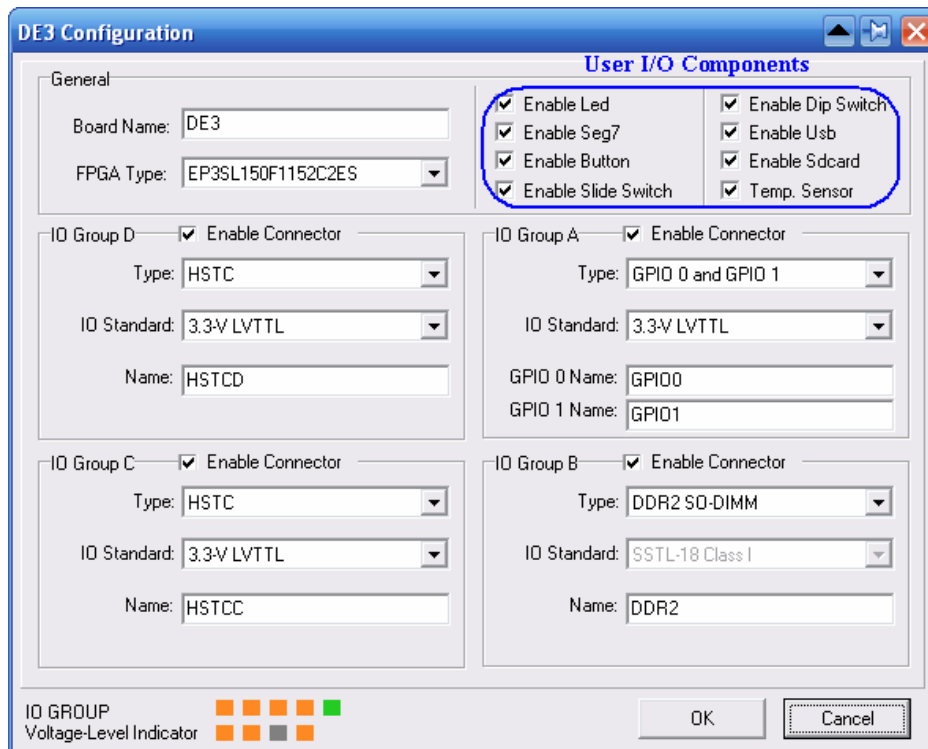 DE3 Configuration
User I/O Components
General
Board Name: DE3
FPGA Type: EP3SL150F1152C2ES
Enable Led
Enable Seg7
Enable Button
Enable Slide Switch
Enable Dip Switch
Enable Usb
Enable Sdcard
Temp. Sensor
IO Group D Enable Connector
Type: HSTC
IO Standard: 3.3-V LVTTL
Name: HSTCD
IO Group A Enable Connector
Type: GPIO 0 and GPIO 1
IO Standard: 3.3-V LVTTL
GPIO 0 Name: GPIO0
GPIO 1 Name: GPIO1
IO Group C Enable Connector
Type: HSTC
IO Standard: 3.3-V LVTTL
Name: HSTCC
IO Group B Enable Connector
Type: DDR2 SO-DIMM
IO Standard: SSTL-18 Class I
Name: DDR2
IO GROUP
Voltage-Level Indicator
OK
Cancel